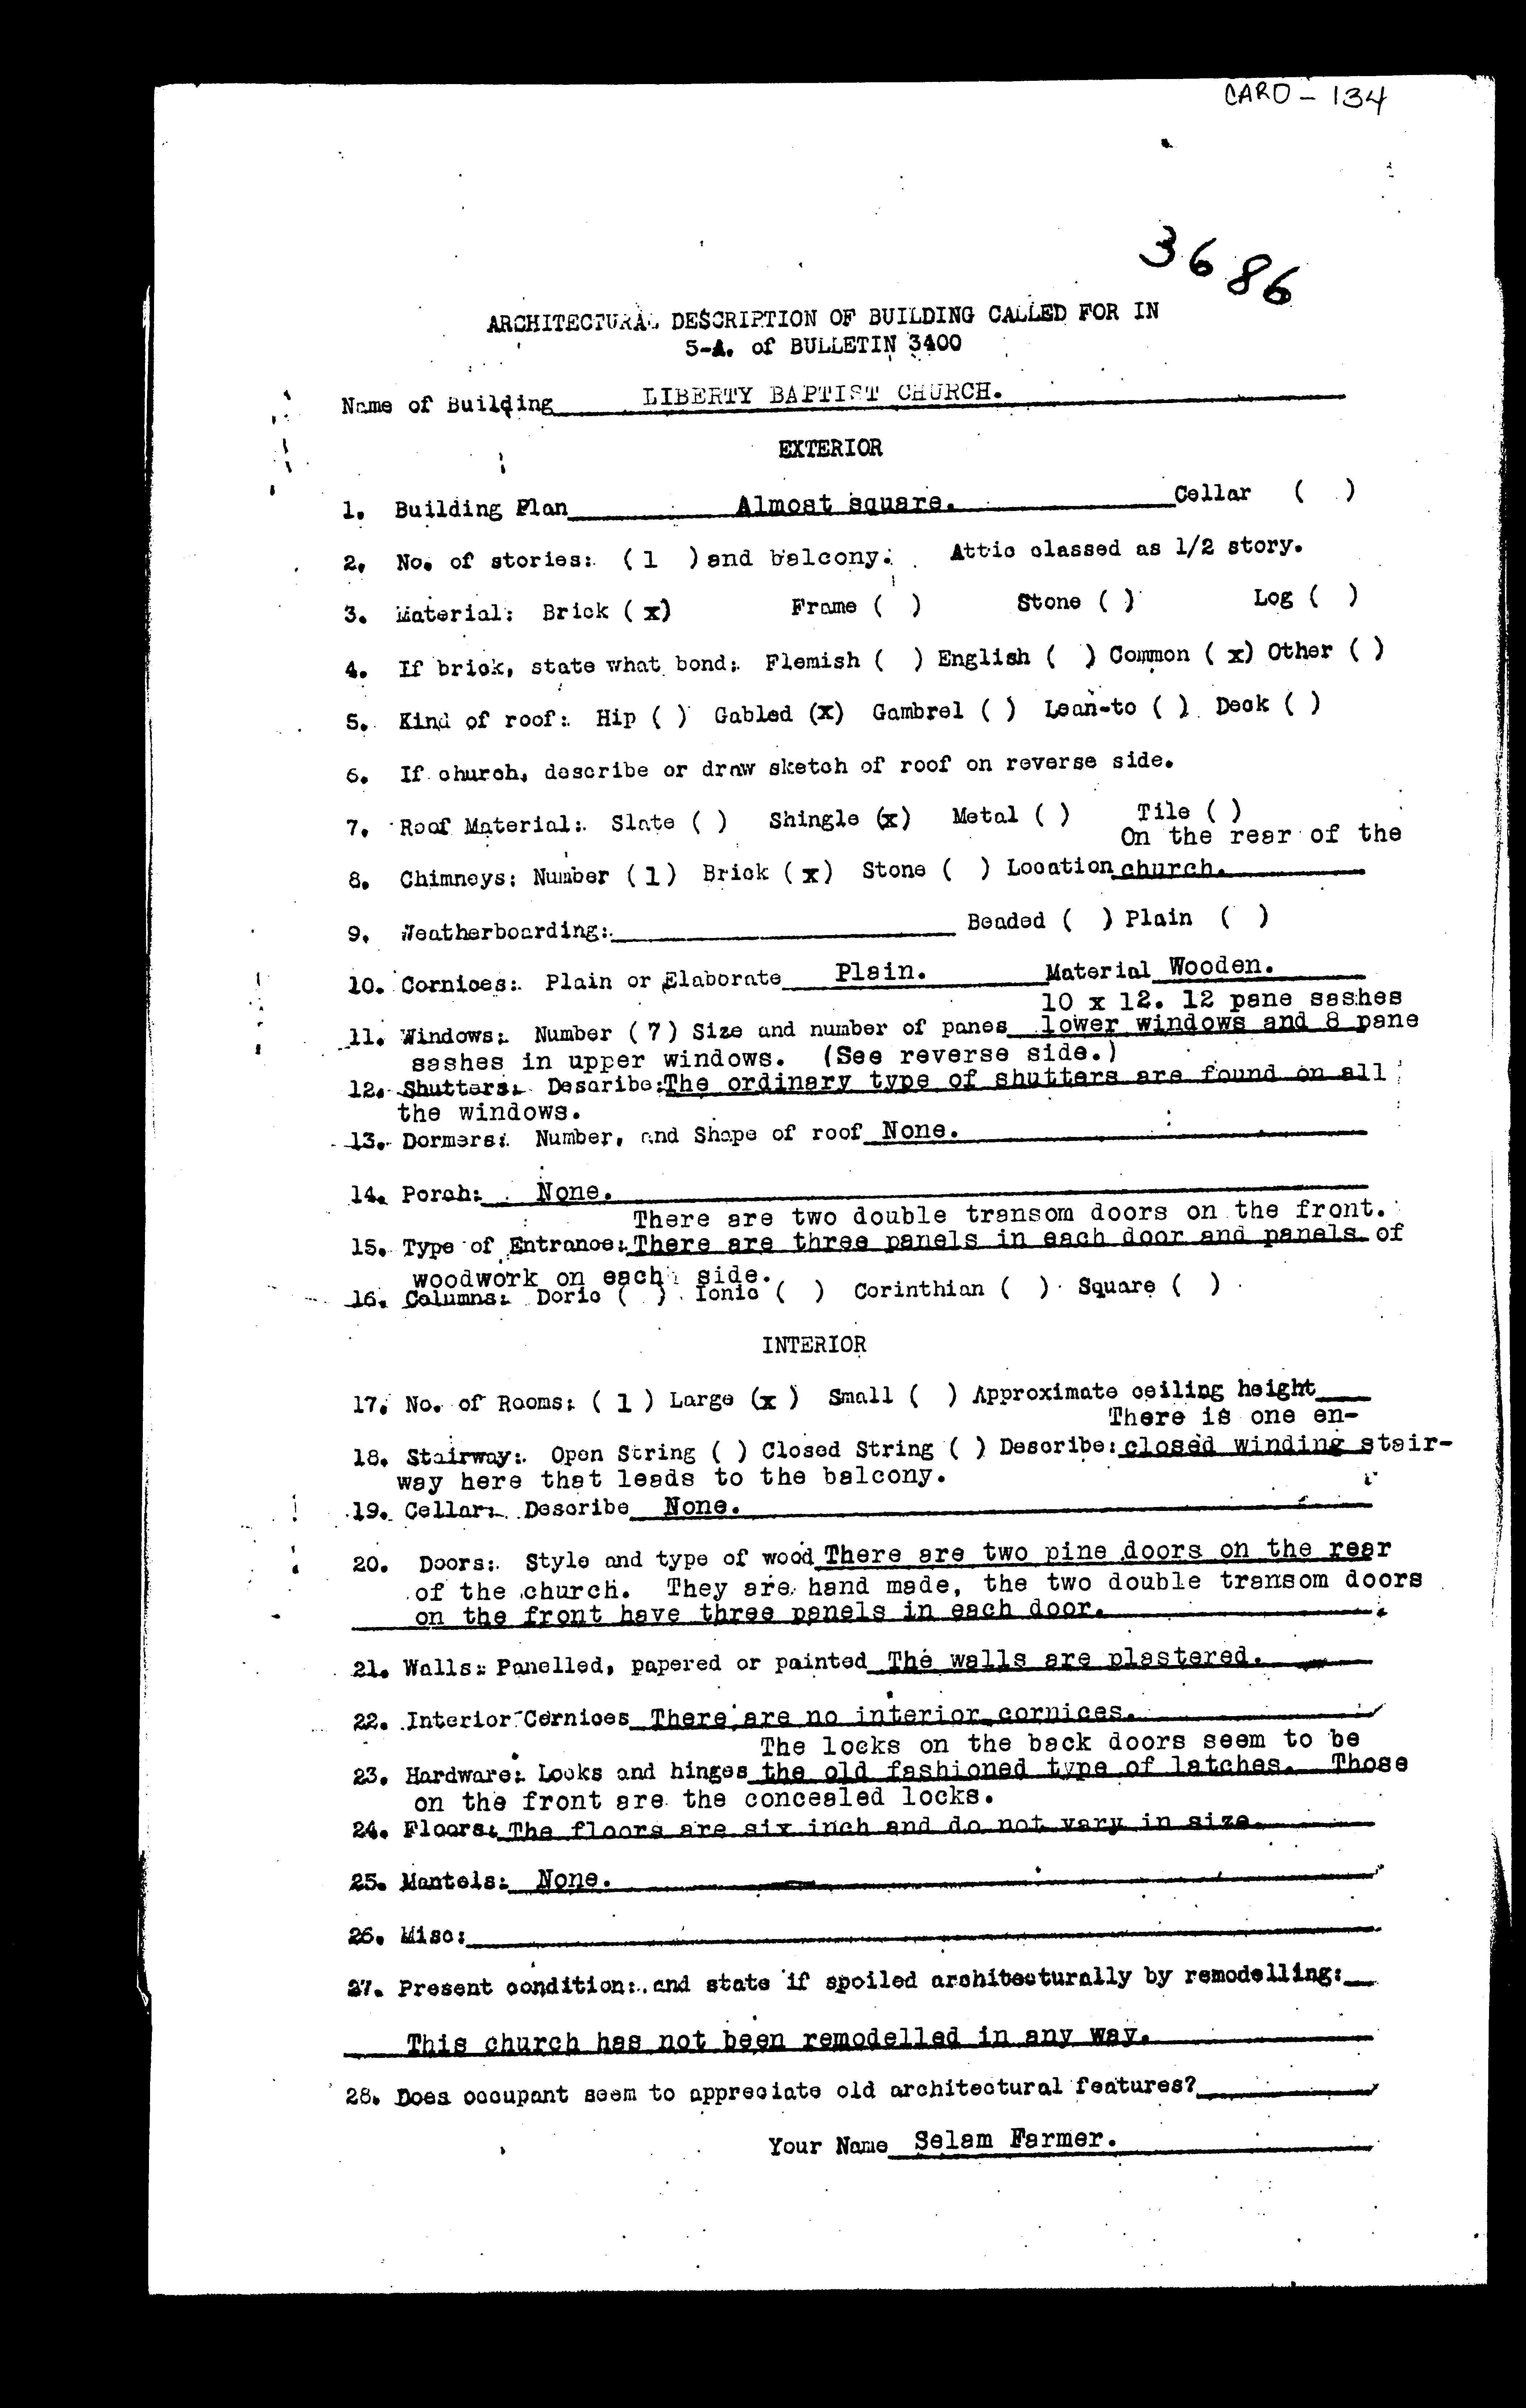 CARO - 134
3686
ARCHITECTURAL DESCRIPTION OF BUILDING CALLED FOR IN
5-A. of BULLETIN 3400
Name of Building LIBERTY BAPTIST CHURCH.
EXTERIOR
1. Building Plan Almost square. Cellar ( )
2. No. of stories: (1 ) and balcony. Attic classed as 1/2 story.
3. Material: Brick (x) Frame ( ) Stone ( ) Log ( )
4. If brick, state what bond: Flemish ( ) English ( ) Common (x) Other ( )
5. Kind of roof: Hip ( ) Gabled (X) Gambrel ( ) Lean-to ( ) Deck ( )
6. If church, describe or draw sketch of roof on reverse side.
7. Roof Material: Slate ( ) Shingle (x) Metal ( ) Tile ( )
On the rear of the
8. Chimneys: Number (1) Brick (x) Stone ( ) Location church.
9. Weatherboarding: Beaded ( ) Plain ( )
10. Cornices: Plain or Elaborate Plain. Material Wooden.
10 x 12. 12 pane sashes
11. Windows: Number (7) Size and number of panes lower windows and 8 pane
sashes in upper windows. (See reverse side.)
12. Shutters: Describe: The ordinary type of shutters are found on all
the windows.
13. Dormers: Number, and Shape of roof None.
14. Porch: None.
There are two double transom doors on the front.
15. Type of Entrance: There are three panels in each door and panels of
woodwork on each side.
16. Columns: Doric ( ) Ionic ( ) Corinthian ( ) Square ( )
INTERIOR
17. No. of Rooms: (1) Large (x) Small ( ) Approximate ceiling height
There is one en-
18. Stairway: Open String ( ) Closed String ( ) Describe: closed winding stair-
way here that leads to the balcony.
19. Cellar: Describe None.
20. Doors: Style and type of wood There are two pine doors on the rear
of the church. They are hand made, the two double transom doors
on the front have three panels in each door.
21. Walls: Panelled, papered or painted The walls are plastered.
22. Interior Cornices There are no interior cornices.
The locks on the back doors seem to be
23. Hardware: Looks and hinges the old fashioned type of latches. Those
on the front are the concealed locks.
24. Floors: The floors are six inch and do not vary in size.
25. Mantels: None.
26. Misc:
27. Present condition: and state if spoiled architecturally by remodelling:
This church has not been remodelled in any way.
28. Does occupant seem to appreciate old architectural features?
Your Name Selam Farmer.